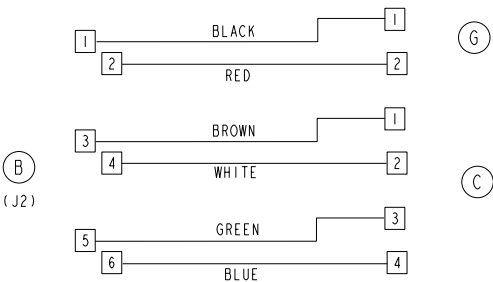 1 BLACK 1 G
2 RED 2
3 BROWN 1
B 4 WHITE 2 C
(J2)
5 GREEN 3
6 BLUE 4